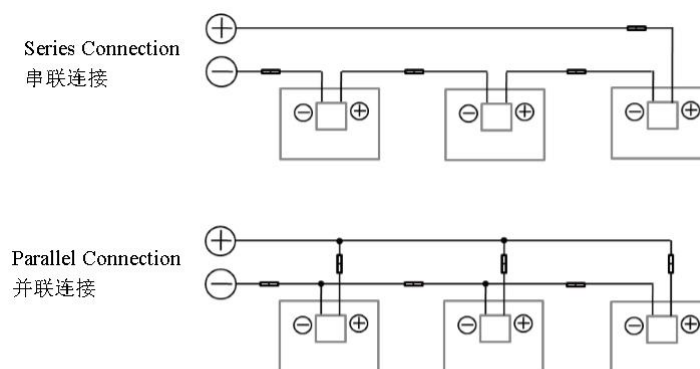 Series Connection
串联连接
Parallel Connection
并联连接